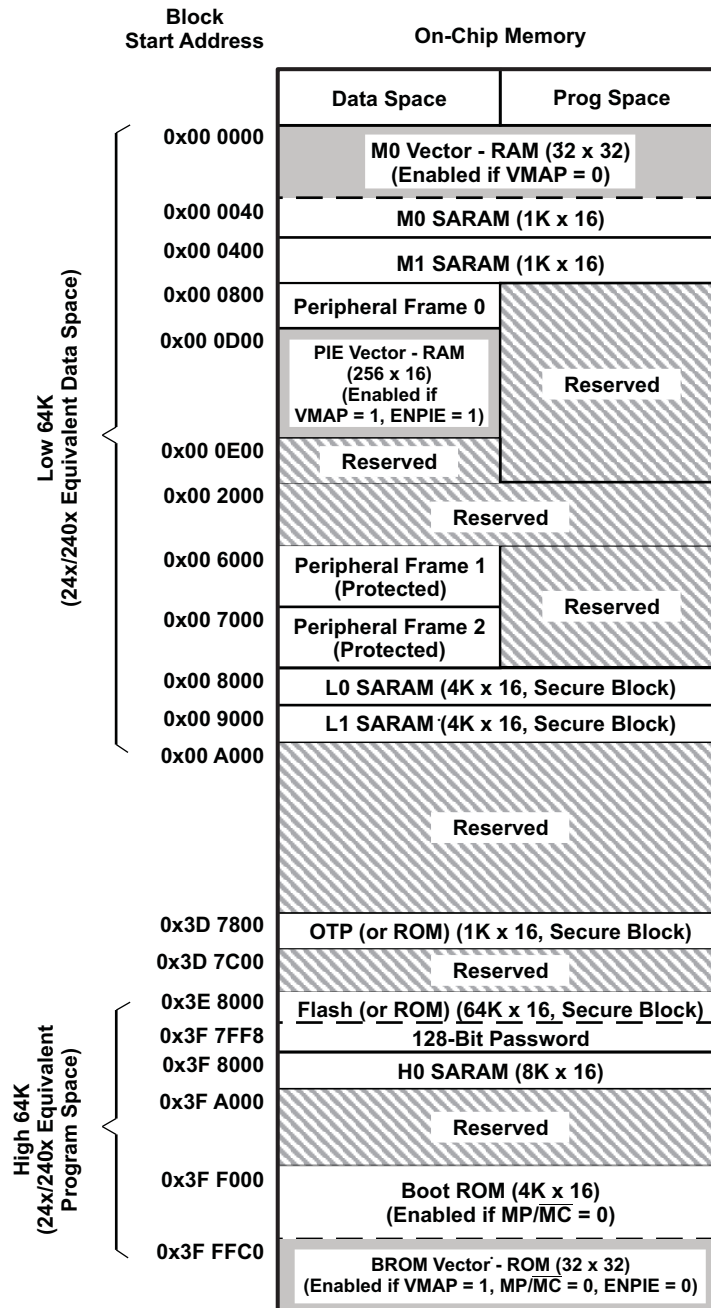 Block
Start Address
On-Chip Memory
Data Space
Prog Space
0x00 0000
M0 Vector - RAM (32 x 32)
(Enabled if VMAP = 0)
0x00 0040
M0 SARAM (1K x 16)
0x00 0400
M1 SARAM (1K x 16)
0x00 0800
Peripheral Frame 0
0x00 0D00
PIE Vector - RAM
(256 x 16)
(Enabled if
VMAP = 1, ENPIE = 1)
Reserved
0x00 0E00
Reserved
0x00 2000
Reserved
0x00 6000
Peripheral Frame 1
(Protected)
Reserved
0x00 7000
Peripheral Frame 2
(Protected)
0x00 8000
L0 SARAM (4K x 16, Secure Block)
0x00 9000
L1 SARAM (4K x 16, Secure Block)
0x00 A000
Reserved
Low 64K
(24x/240x Equivalent Data Space)
0x3D 7800
OTP (or ROM) (1K x 16, Secure Block)
0x3D 7C00
Reserved
0x3E 8000
Flash (or ROM) (64K x 16, Secure Block)
0x3F 7FF8
128-Bit Password
0x3F 8000
H0 SARAM (8K x 16)
0x3F A000
Reserved
0x3F F000
Boot ROM (4K x 16)
(Enabled if MP/M̅C̅ = 0)
0x3F FFC0
BROM Vector - ROM (32 x 32)
(Enabled if VMAP = 1, MP/M̅C̅ = 0, ENPIE = 0)
High 64K
(24x/240x Equivalent
Program Space)